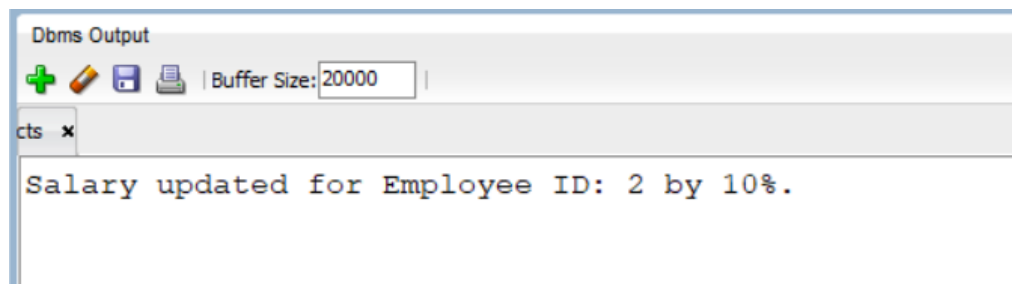 Dbms Output
Buffer Size: 20000
cts ×
Salary updated for Employee ID: 2 by 10%.